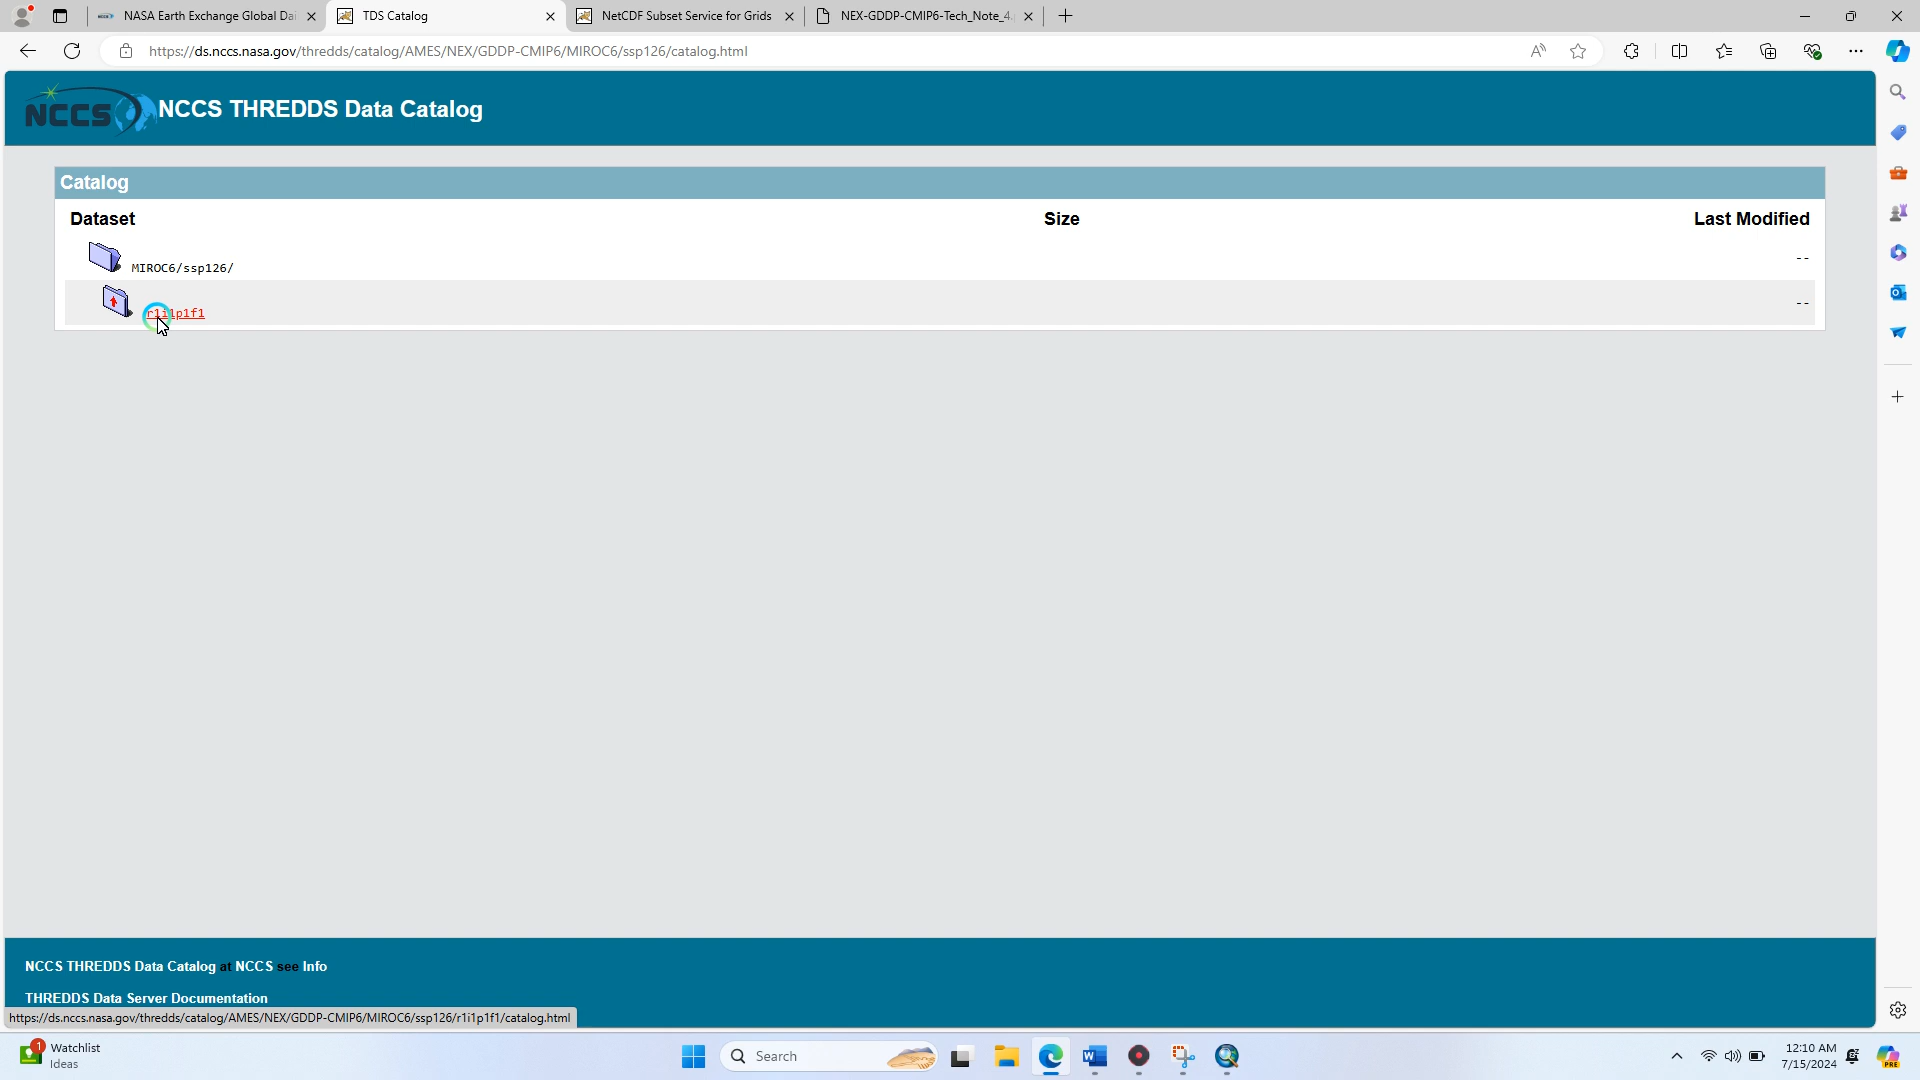 NASA Earth Exchange Global Dai
TDS Catalog
NetCDF Subset Service for Grids
NEX-GDDP-CMIP6-Tech_Note_4.
https://ds.nccs.nasa.gov/thredds/catalog/AMES/NEX/GDDP-CMIP6/MIROC6/ssp126/catalog.html
NCCS
NCCS THREDDS Data Catalog
Catalog
Dataset
Size
Last Modified
MIROC6/ssp126/
--
r1i1p1f1
--
NCCS THREDDS Data Catalog at NCCS see Info
THREDDS Data Server Documentation
https://ds.nccs.nasa.gov/thredds/catalog/AMES/NEX/GDDP-CMIP6/MIROC6/ssp126/r1i1p1f1/catalog.html
1
Watchlist
Ideas
Search
W
12:10 AM
7/15/2024
PRE